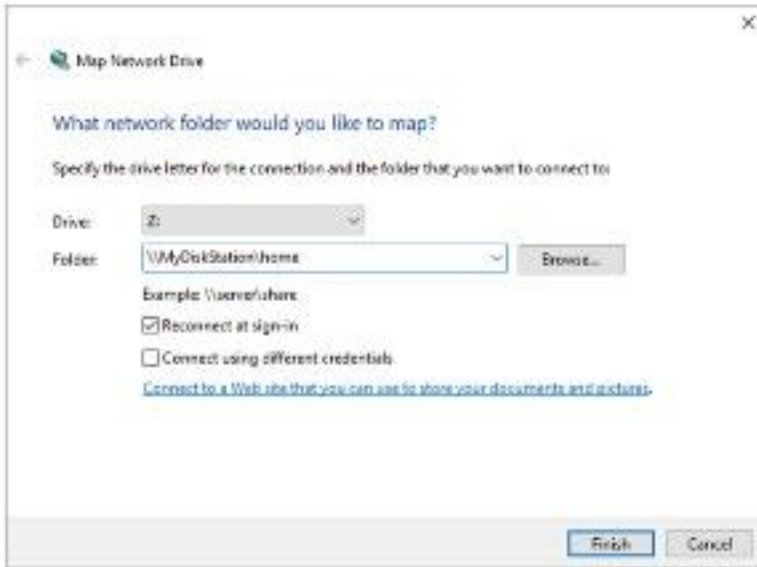 Map Network Drive
What network folder would you like to map?
Specify the drive letter for the connection and the folder that you want to connect to:
Drive: Z:
Folder: \\MyDiskStation\home Browse...
Example: \\server\share
Reconnect at sign-in
Connect using different credentials
Connect to a Web site that you can use to store your documents and pictures.
Finish Cancel